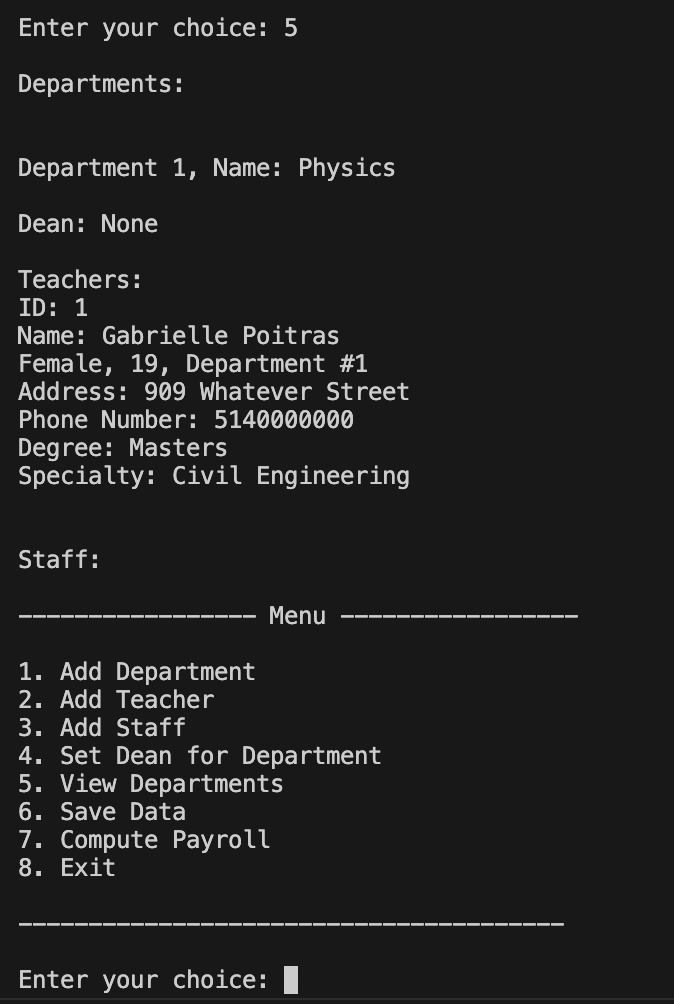 Enter your choice: 5
Departments:
Department 1, Name: Physics
Dean: None
Teachers:
ID: 1
Name: Gabrielle Poitras
Female, 19, Department #1
Address: 909 Whatever Street
Phone Number: 5140000000
Degree: Masters
Specialty: Civil Engineering
Staff:
----------------- Menu -----------------
1. Add Department
2. Add Teacher
3. Add Staff
4. Set Dean for Department
5. View Departments
6. Save Data
7. Compute Payroll
8. Exit
---------------------------------------
Enter your choice: